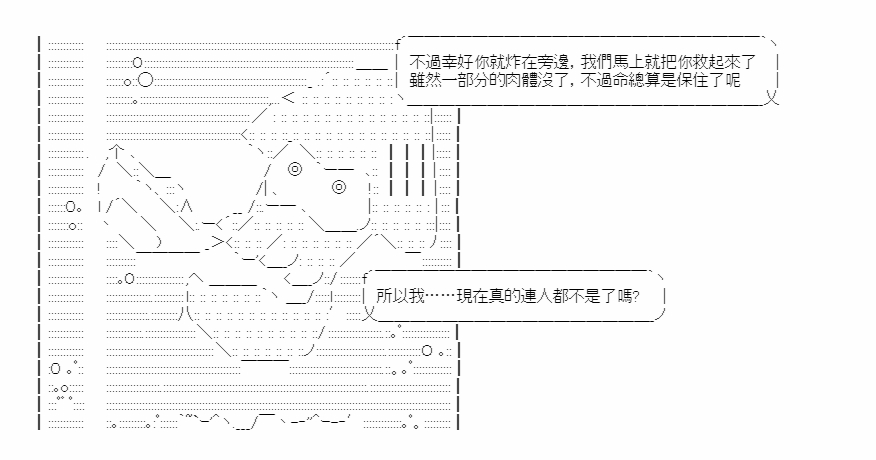 不過幸好你就炸在旁邊，我們馬上就把你救起來了
雖然一部分的肉體沒了，不過命總算是保住了呢
所以我……現在真的連人都不是了嗎?